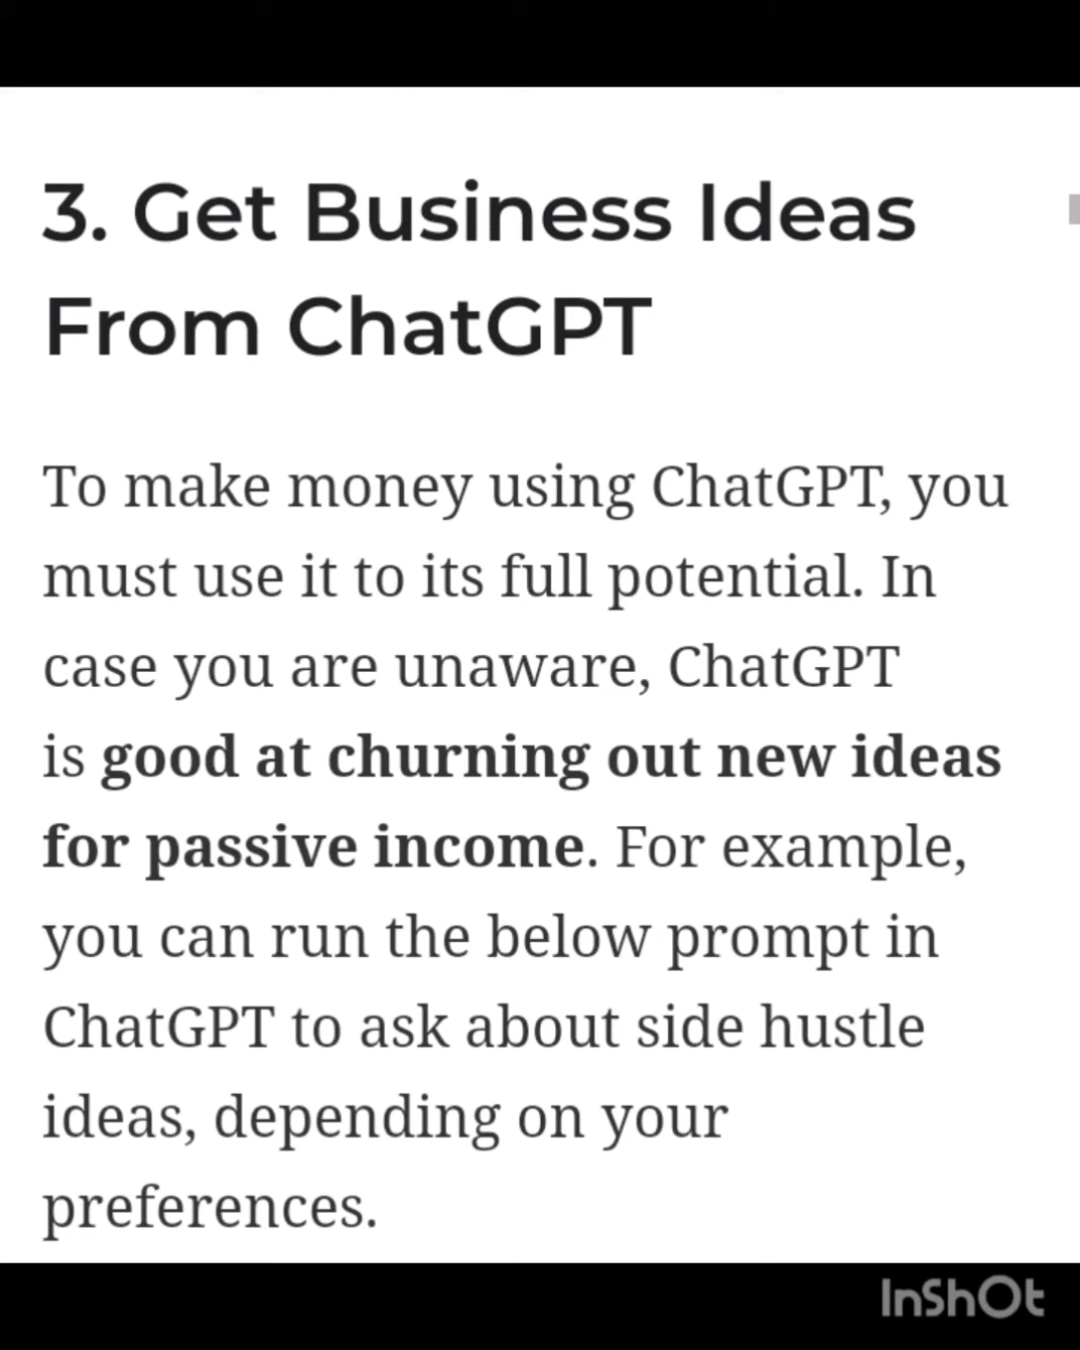 3. Get Business Ideas
From ChatGPT
To make money using ChatGPT, you
must use it to its full potential. In
case you are unaware, ChatGPT
is good at churning out new ideas
for passive income. For example,
you can run the below prompt in
ChatGPT to ask about side hustle
ideas, depending on your
preferences.
InShOt